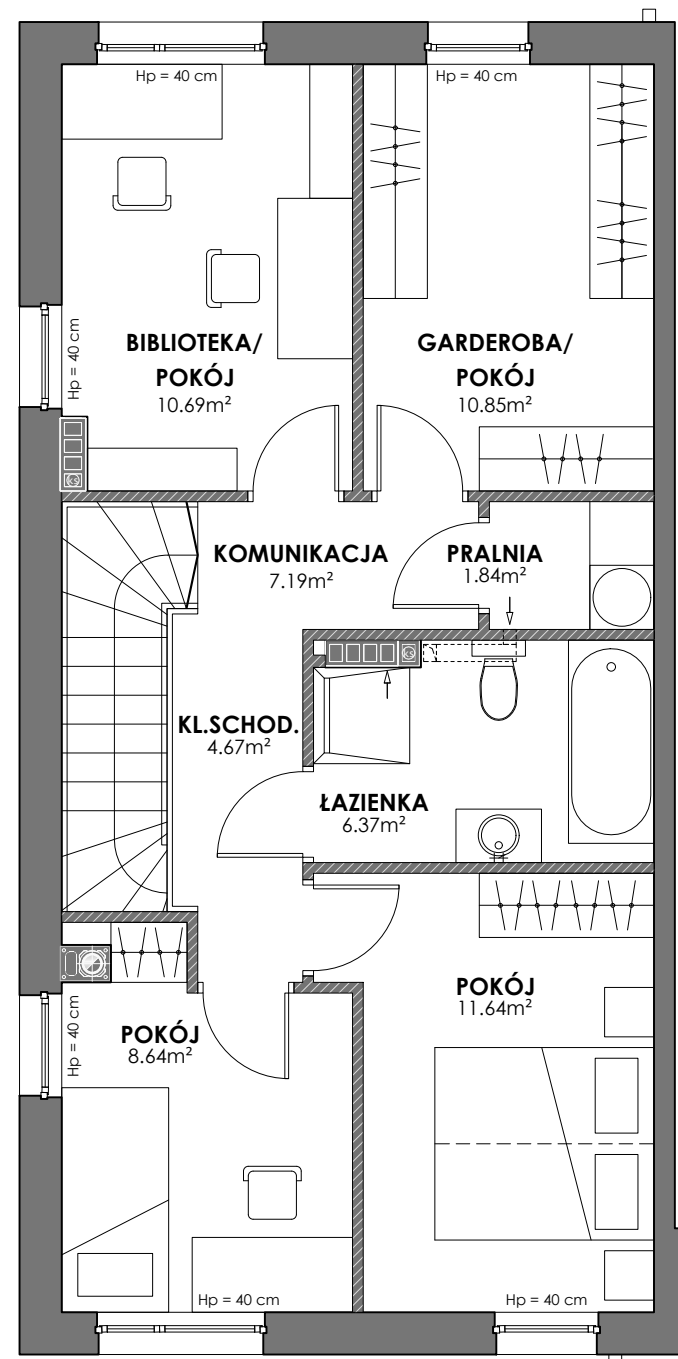 Hp = 40 cm
Hp = 40 cm
Hp = 40 cm
BIBLIOTEKA/
POKÓJ
10.69m²
GARDEROBA/
POKÓJ
10.85m²
KOMUNIKACJA
7.19m²
PRALNIA
1.84m²
KL.SCHOD.
4.67m²
ŁAZIENKA
6.37m²
POKÓJ
11.64m²
Hp = 40 cm
POKÓJ
8.64m²
Hp = 40 cm
Hp = 40 cm